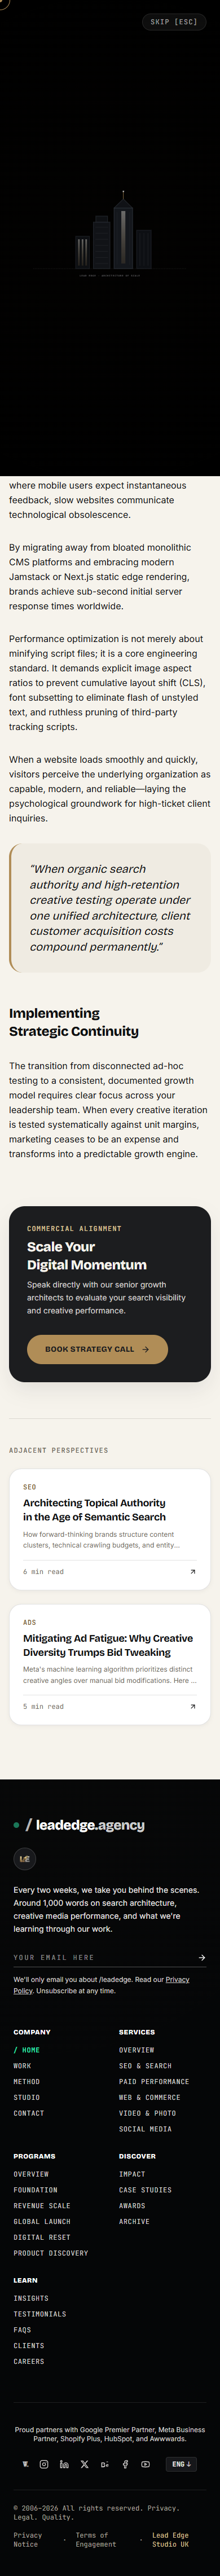 SKIP [ESC]
where mobile users expect instantaneous
feedback, slow websites communicate
technological obsolescence.
By migrating away from bloated monolithic
CMS platforms and embracing modern
Jamstack or Next.js static edge rendering,
brands achieve sub-second initial server
response times worldwide.
Performance optimization is not merely about
minifying script files; it is a core engineering
standard. It demands explicit image aspect
ratios to prevent cumulative layout shift (CLS),
font subsetting to eliminate flash of unstyled
text, and ruthless pruning of third-party
tracking scripts.
When a website loads smoothly and quickly,
visitors perceive the underlying organization as
capable, modern, and reliable—laying the
psychological groundwork for high-ticket client
inquiries.
“When organic search
authority and high-retention
creative testing operate under
one unified architecture, client
customer acquisition costs
compound permanently.”
Implementing
Strategic Continuity
The transition from disconnected ad-hoc
testing to a consistent, documented growth
model requires clear focus across your
leadership team. When every creative iteration
is tested systematically against unit margins,
marketing ceases to be an expense and
transforms into a predictable growth engine.
COMMERCIAL ALIGNMENT
Scale Your
Digital Momentum
Speak directly with our senior growth
architects to evaluate your search visibility
and creative performance.
BOOK STRATEGY CALL →
ADJACENT PERSPECTIVES
SEO
Architecting Topical Authority
in the Age of Semantic Search
How forward-thinking brands structure content
clusters, technical crawling budgets, and entity...
6 min read
ADS
Mitigating Ad Fatigue: Why Creative
Diversity Trumps Bid Tweaking
Meta's machine learning algorithm prioritizes distinct
creative angles over manual bid modifications. Here ...
5 min read
/ leadedge.agency
LE
Every two weeks, we take you behind the scenes.
Around 1,000 words on search architecture,
creative media performance, and what we're
learning through our work.
YOUR EMAIL HERE →
We'll only email you about /leadedge. Read our Privacy
Policy. Unsubscribe at any time.
COMPANY
/ HOME
WORK
METHOD
STUDIO
CONTACT
SERVICES
OVERVIEW
SEO & SEARCH
PAID PERFORMANCE
WEB & COMMERCE
VIDEO & PHOTO
SOCIAL MEDIA
PROGRAMS
OVERVIEW
FOUNDATION
REVENUE SCALE
GLOBAL LAUNCH
DIGITAL RESET
PRODUCT DISCOVERY
DISCOVER
IMPACT
CASE STUDIES
AWARDS
ARCHIVE
LEARN
INSIGHTS
TESTIMONIALS
FAQS
CLIENTS
CAREERS
Proud partners with Google Premier Partner, Meta Business
Partner, Shopify Plus, HubSpot, and Awwwards.
ENG ↓
© 2006–2026 All rights reserved. Privacy.
Legal. Quality.
Privacy Notice · Terms of Engagement · Lead Edge Studio UK